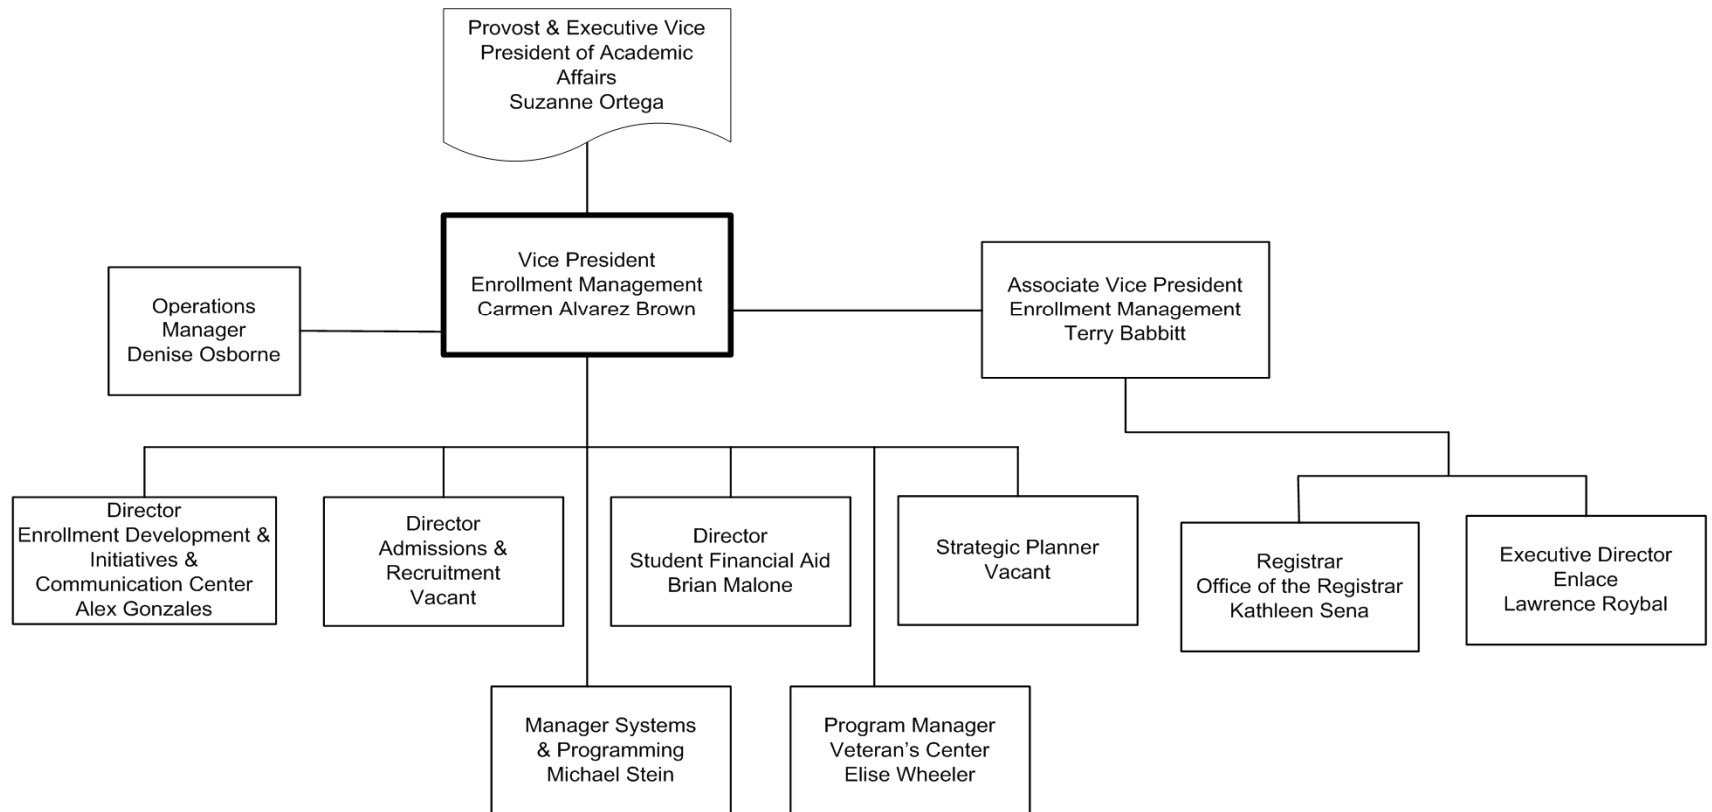 Provost & Executive Vice
President of Academic
Affairs
Suzanne Ortega
Vice President
Enrollment Management
Carmen Alvarez Brown
Operations
Manager
Denise Osborne
Associate Vice President
Enrollment Management
Terry Babbitt
Director
Enrollment Development &
Initiatives &
Communication Center
Alex Gonzales
Director
Admissions &
Recruitment
Vacant
Director
Student Financial Aid
Brian Malone
Strategic Planner
Vacant
Registrar
Office of the Registrar
Kathleen Sena
Executive Director
Enlace
Lawrence Roybal
Manager Systems
& Programming
Michael Stein
Program Manager
Veteran’s Center
Elise Wheeler